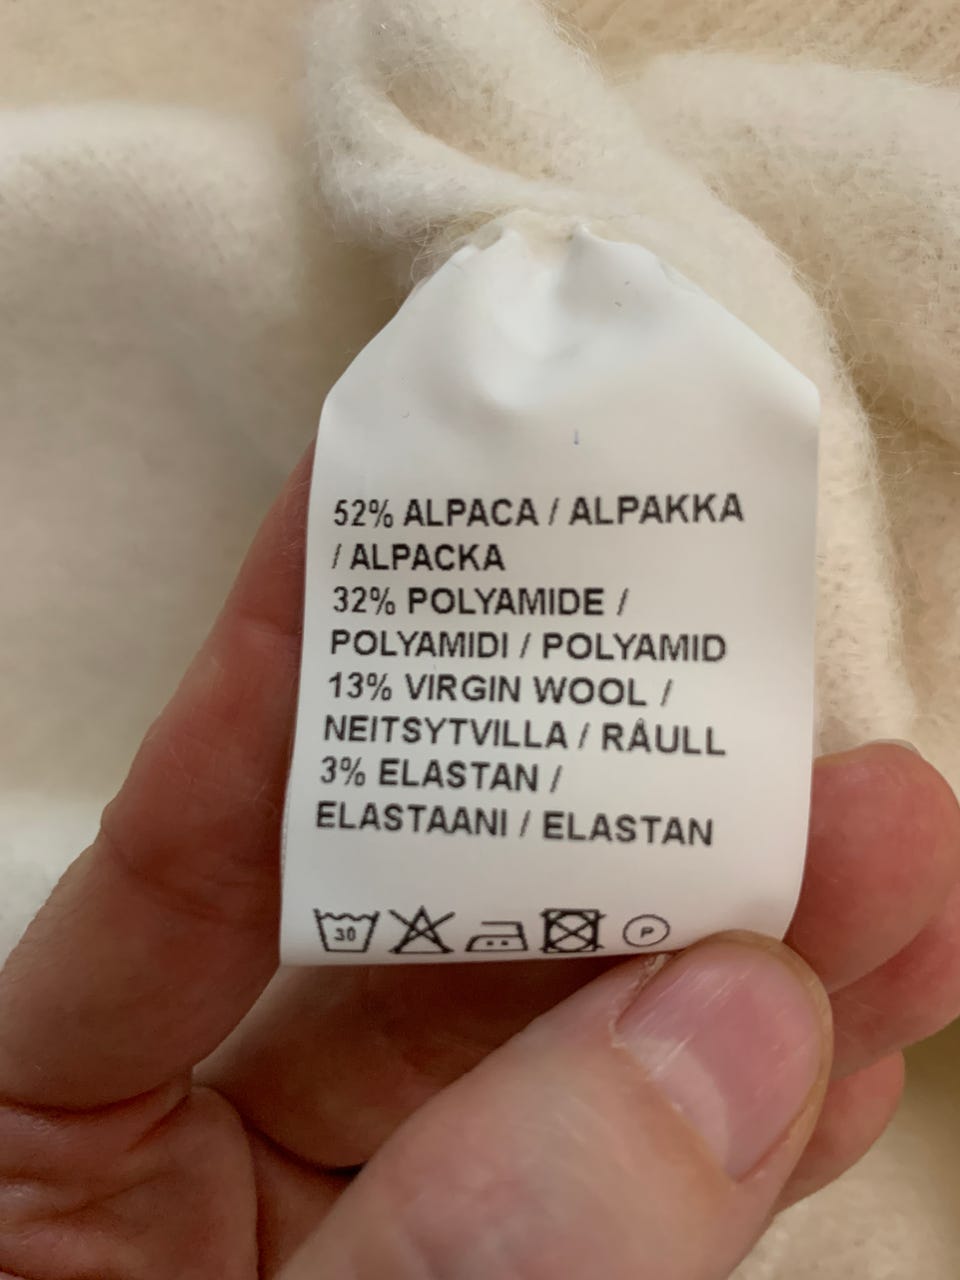 52% ALPACA / ALPAKKA
/ ALPACKA
32% POLYAMIDE /
POLYAMIDI / POLYAMID
13% VIRGIN WOOL /
NEITSYTVILLA / RÅULL
3% ELASTAN /
ELASTAANI / ELASTAN
30 P